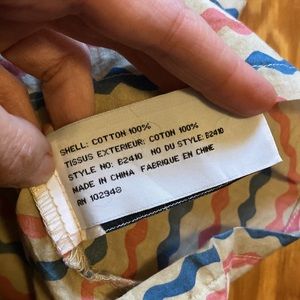 SHELL: COTTON 100%
TISSUS EXTERIEUR: COTON 100%
STYLE NO: B2410 NO DU STYLE: B2410
MADE IN CHINA FABRIQUE EN CHINE
RN 102948